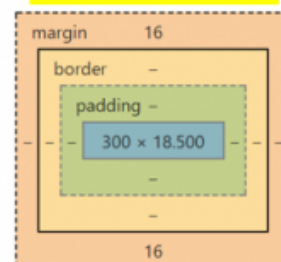 margin 16
border –
padding –
– – – 300 × 18.500 – – –
–
–
16